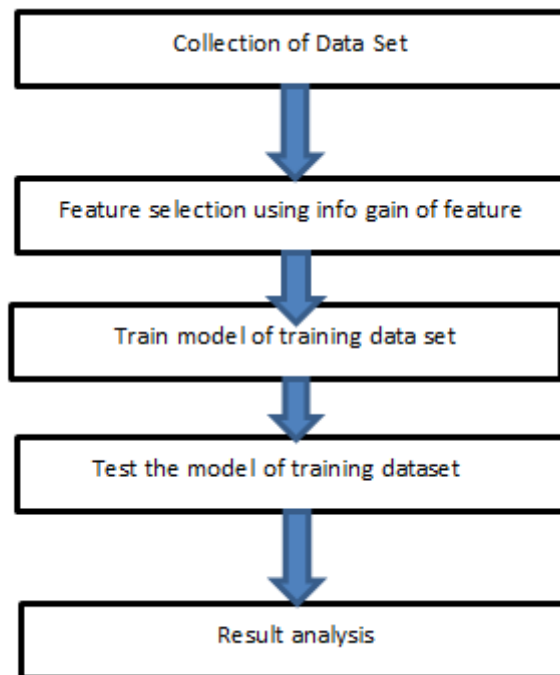 Collection of Data Set
Feature selection using info gain of feature
Train model of training data set
Test the model of training dataset
Result analysis